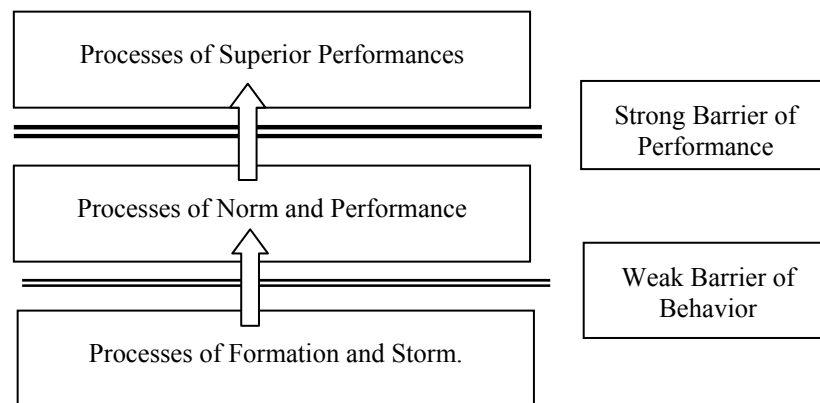 Processes of Superior Performances
Strong Barrier of
Performance
Processes of Norm and Performance
Weak Barrier of
Behavior
Processes of Formation and Storm.